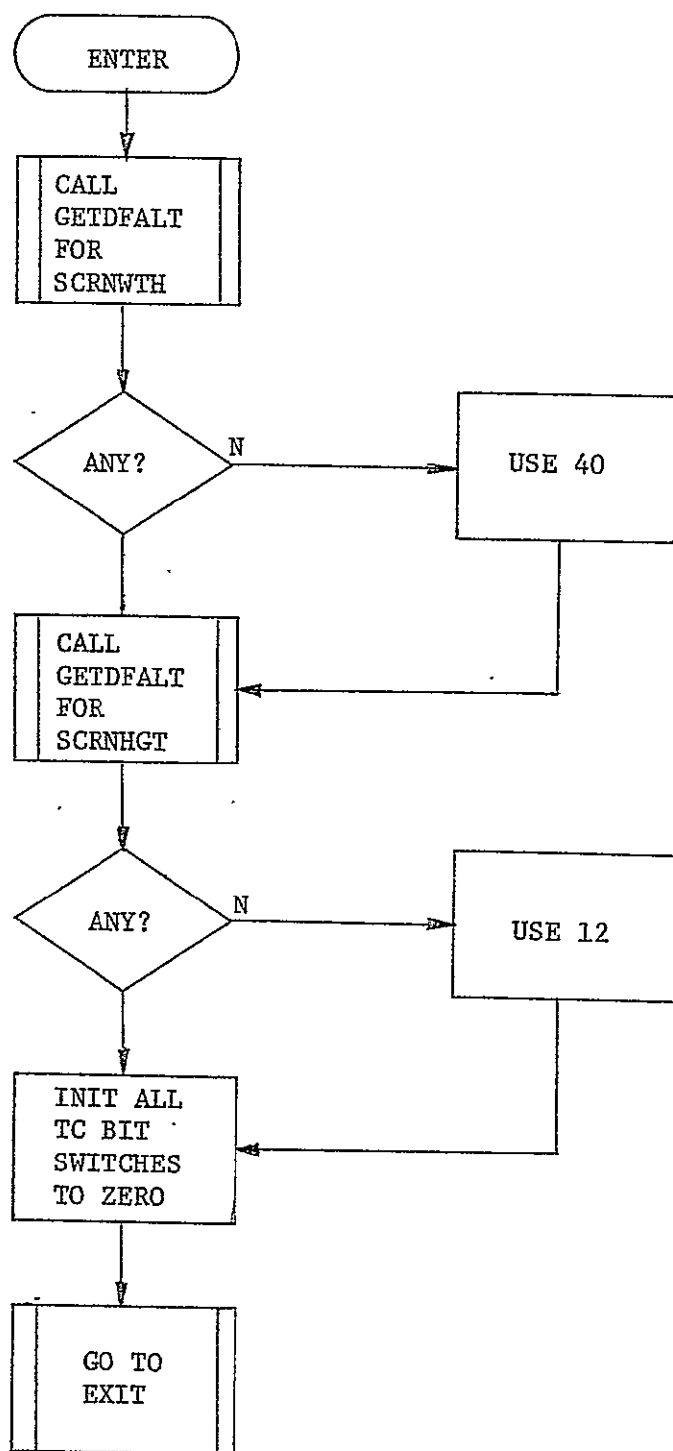 ENTER
CALL
GETDFALT
FOR
SCRNWTH
ANY?
N
USE 40
CALL
GETDFALT
FOR
SCRNHGT
ANY?
N
USE 12
INIT ALL
TC BIT
SWITCHES
TO ZERO
GO TO
EXIT